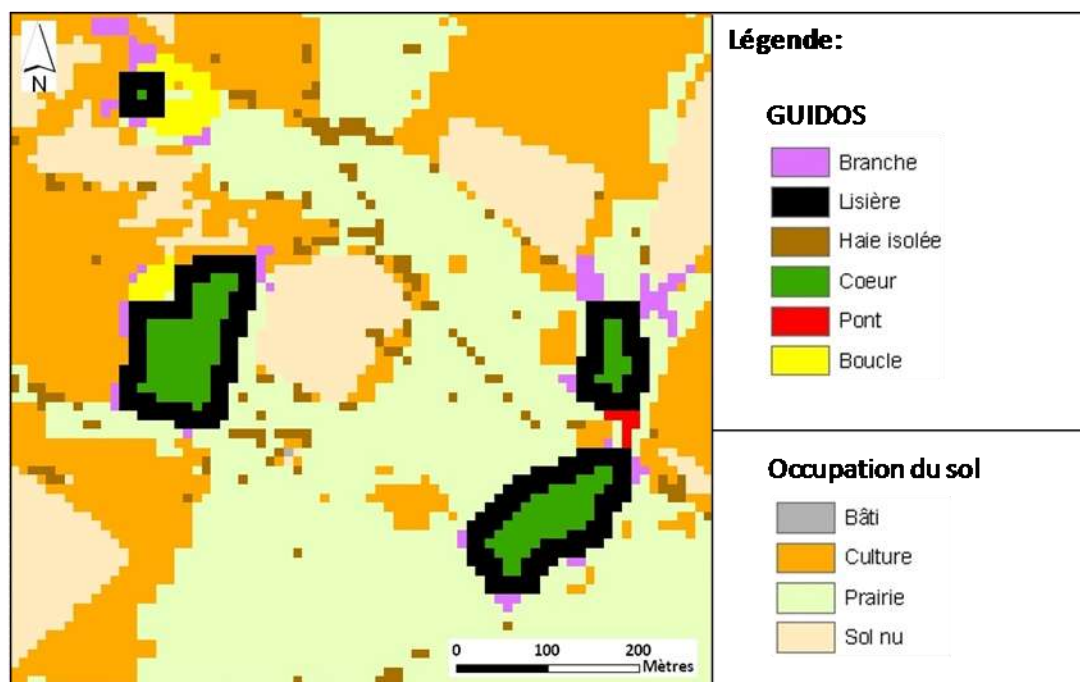 N
Légende:
GUIDOS
Branche
Lisière
Haie isolée
Coeur
Pont
Boucle
Occupation du sol
Bâti
Culture
Prairie
Sol nu
0 100 200
Mètres